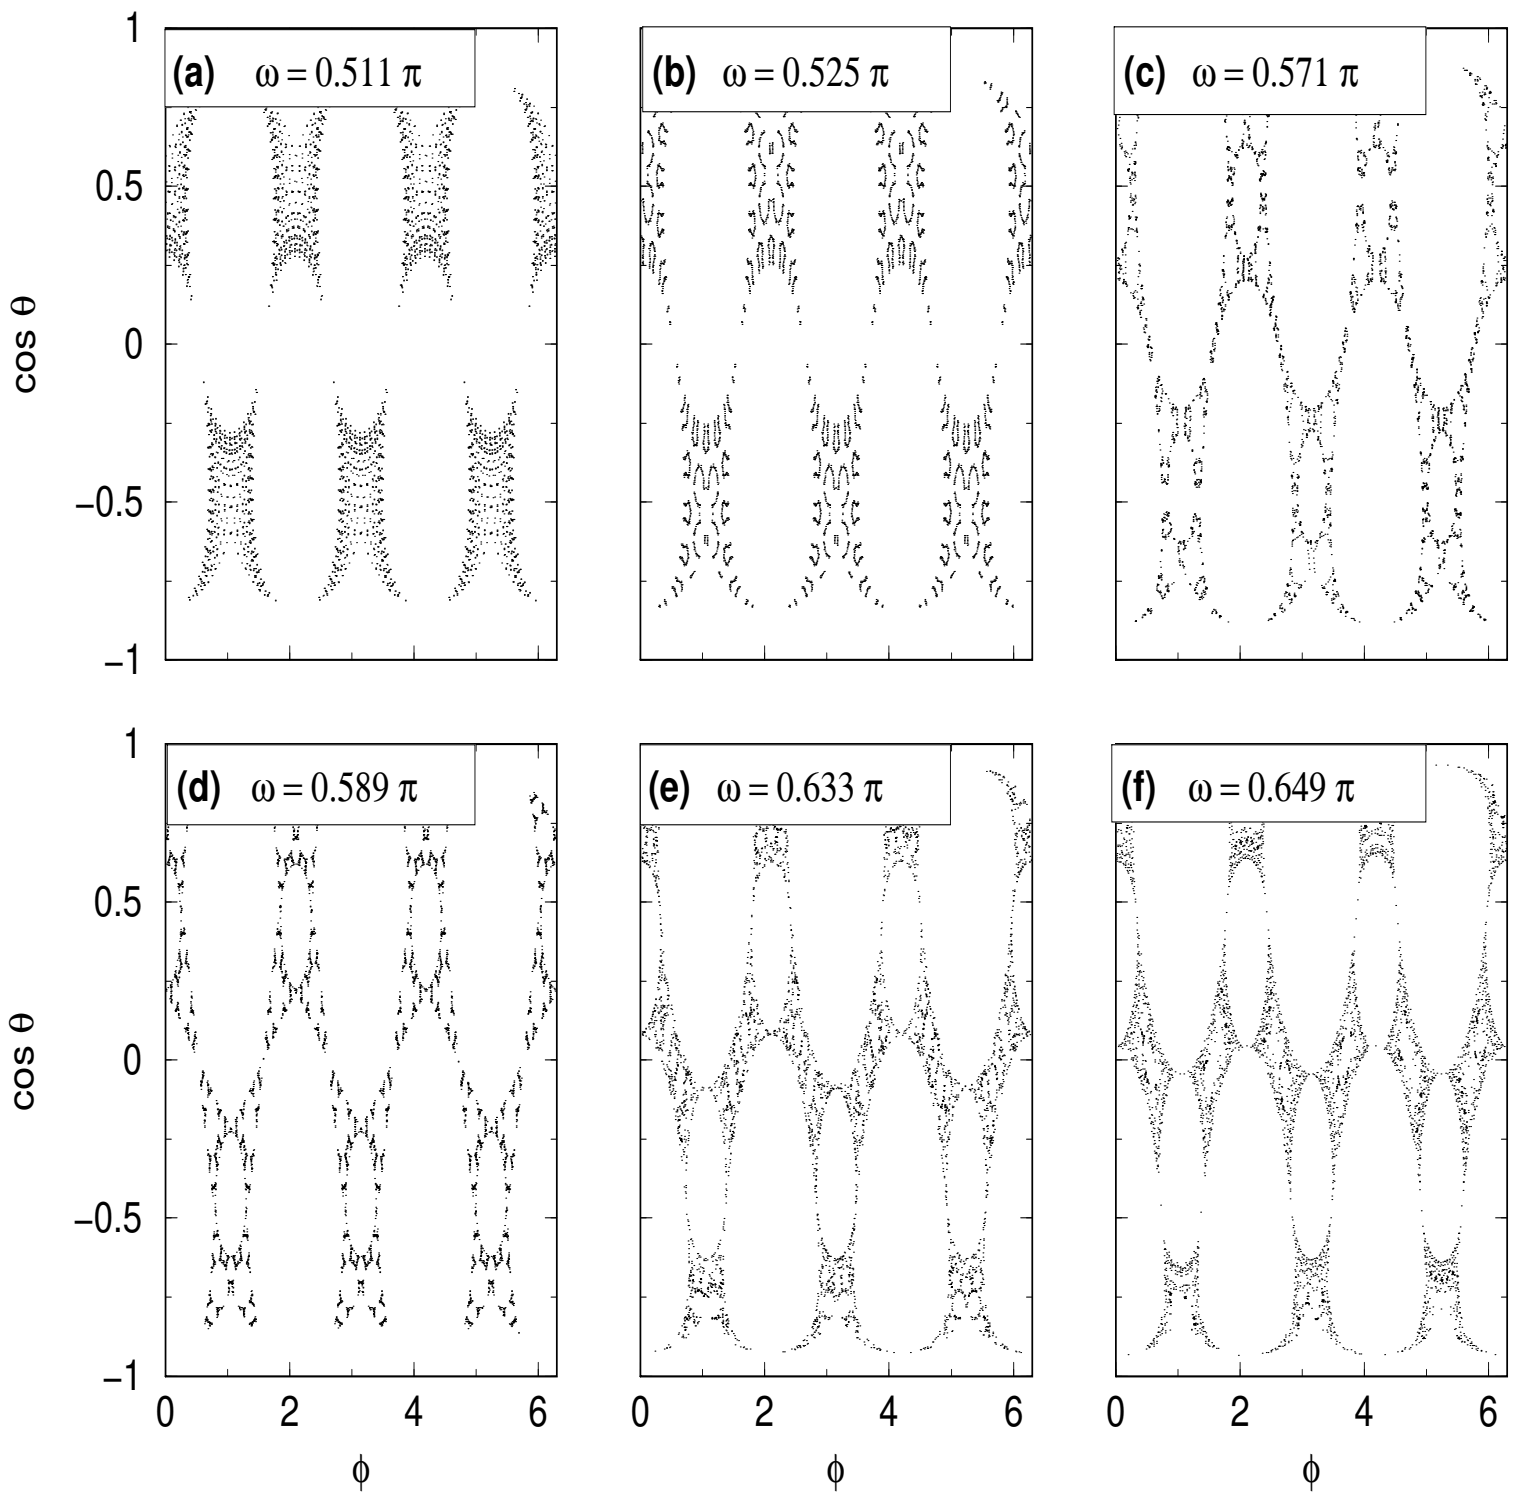 (a) ω = 0.511 π
(b) ω = 0.525 π
(c) ω = 0.571 π
1
0.5
0
−0.5
−1
cos θ
(d) ω = 0.589 π
(e) ω = 0.633 π
(f) ω = 0.649 π
1
0.5
0
−0.5
−1
cos θ
0 2 4 6
0 2 4 6
0 2 4 6
ϕ
ϕ
ϕ